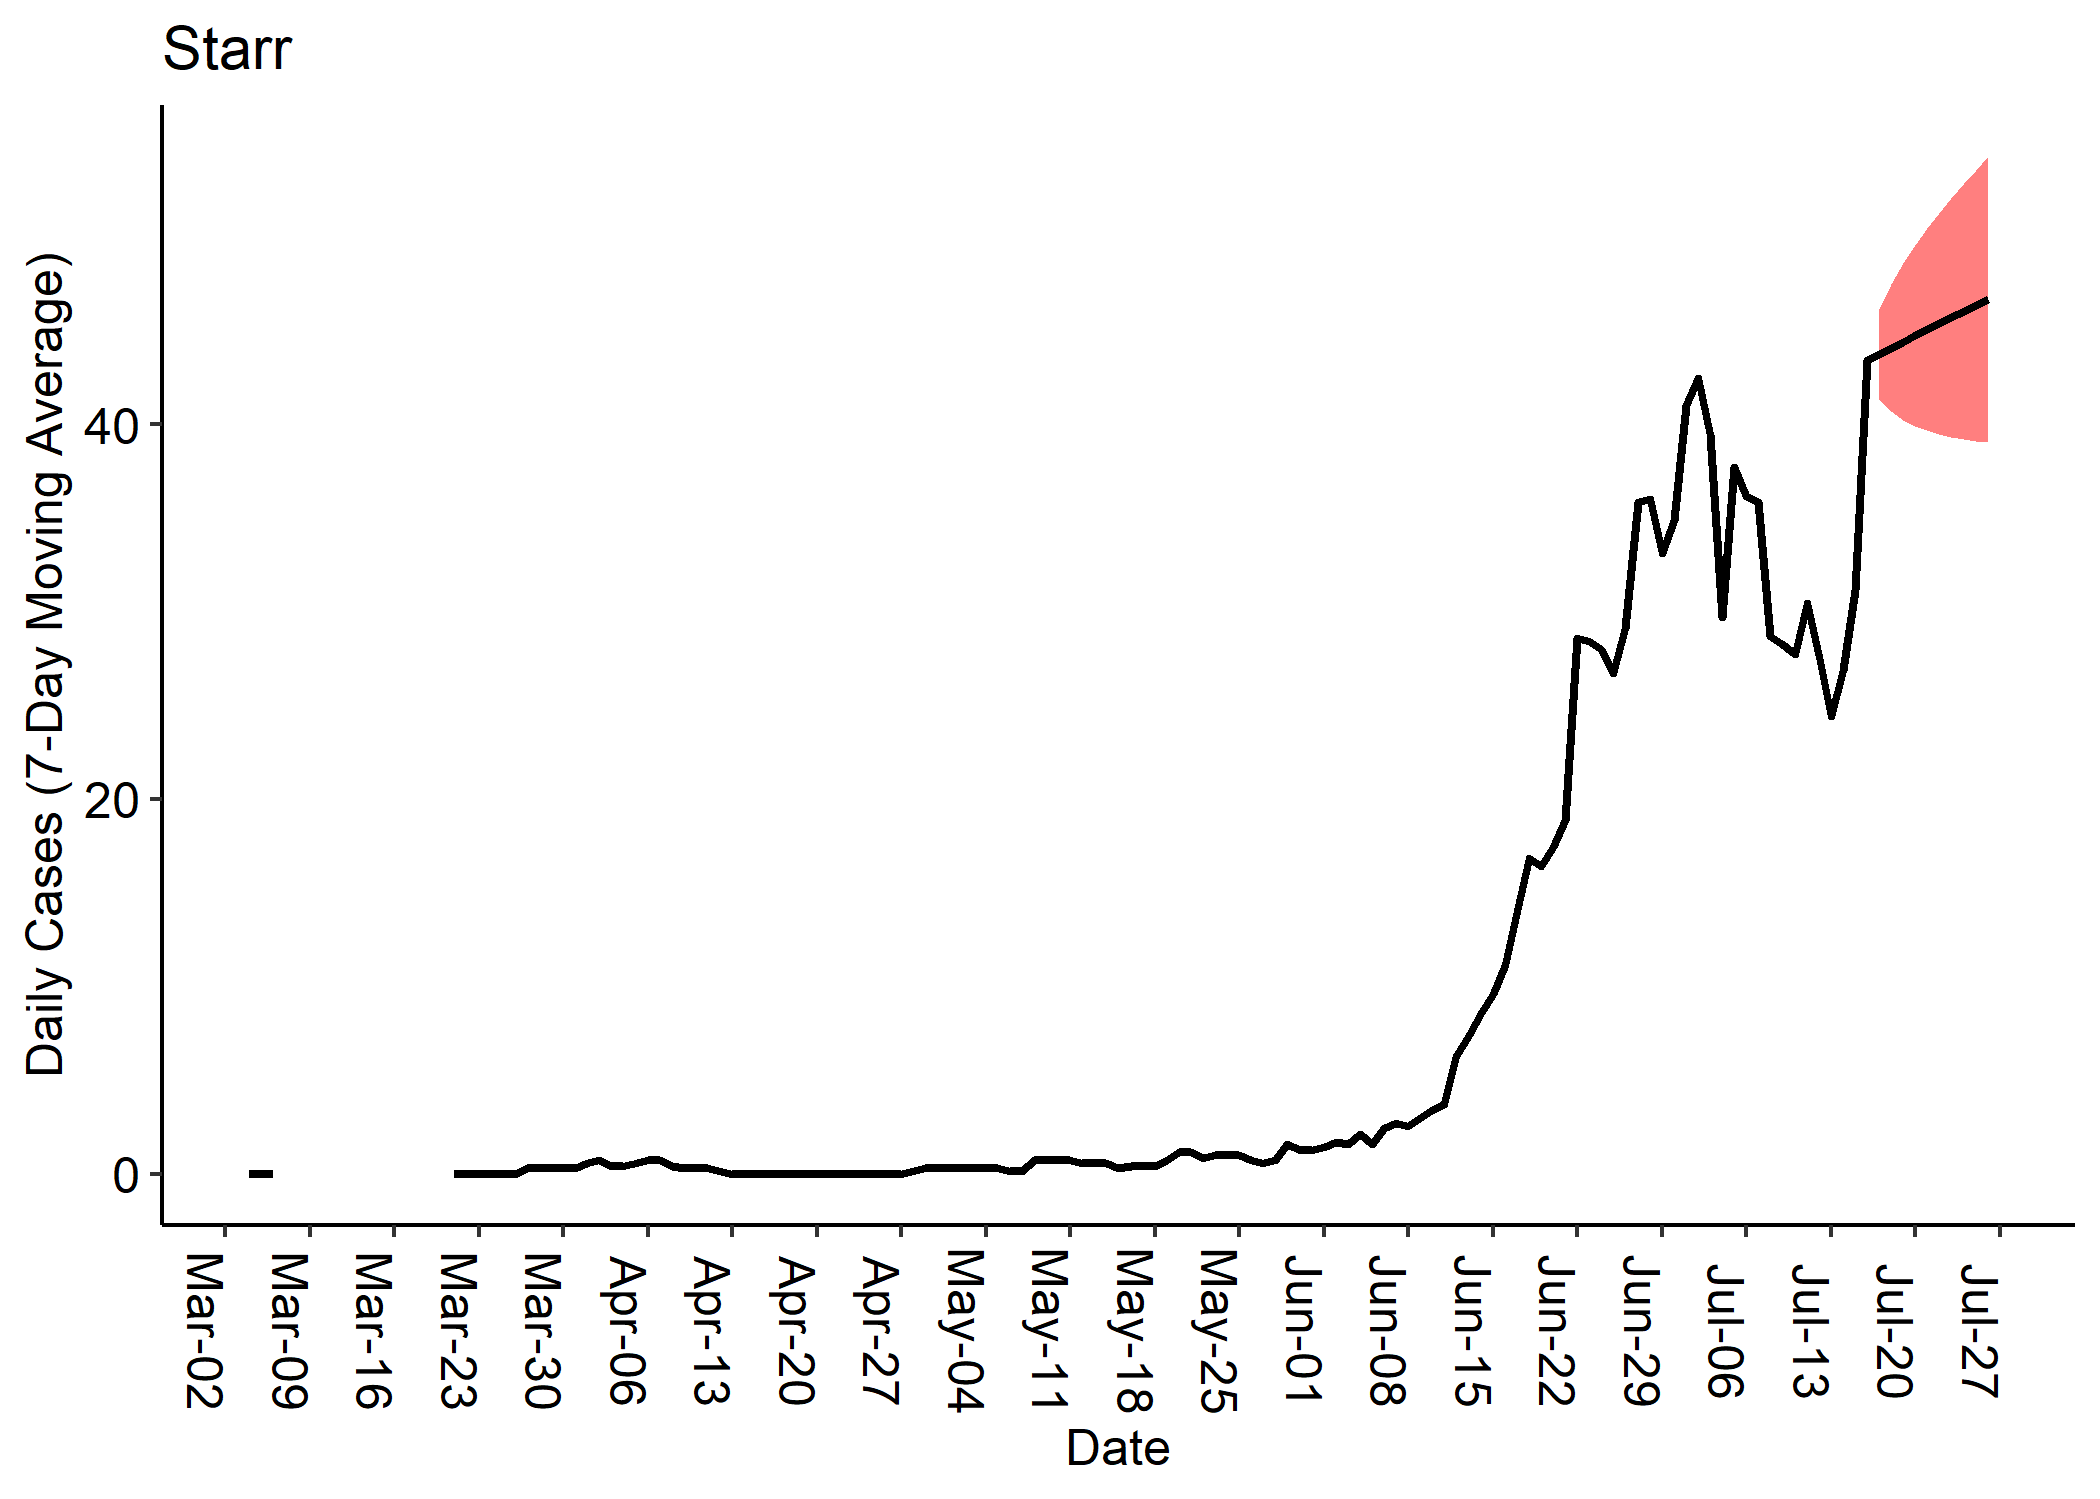 Starr
Daily Cases (7-Day Moving Average)
40
20
0
Mar-02
Mar-09
Mar-16
Mar-23
Mar-30
Apr-06
Apr-13
Apr-20
Apr-27
May-04
May-11
May-18
May-25
Jun-01
Jun-08
Jun-15
Jun-22
Jun-29
Jul-06
Jul-13
Jul-20
Jul-27
Date